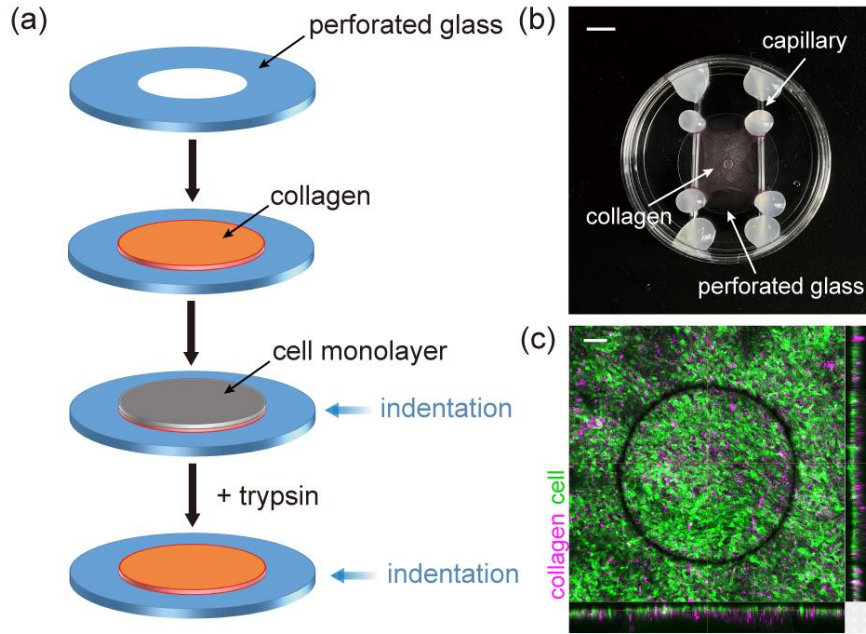 (a)
perforated glass
collagen
cell monolayer
indentation
+ trypsin
indentation
(b)
capillary
collagen
perforated glass
(c)
collagen cell